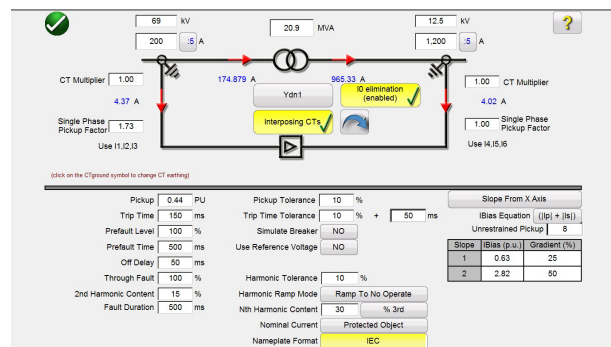 69 kV
20.9 MVA
12.5 kV
?
200 :5 A
1,200 :5 A
CT Multiplier 1.00
174.879 A
965.33 A
1.00 CT Multiplier
4.37 A
Ydn1
I0 elimination (enabled)
4.02 A
Single Phase Pickup Factor 1.73
Interposing CTs
1.00 Single Phase Pickup Factor
Use I1,I2,I3
Use I4,I5,I6
(click on the CTground symbol to change CT earthing)
Pickup 0.44 PU
Pickup Tolerance 10 %
Slope From X Axis
Trip Time 150 ms
Trip Time Tolerance 10 % + 50 ms
IBias Equation (|Ip| + |Is|)
Prefault Level 100 %
Simulate Breaker NO
Unrestrained Pickup 8
Prefault Time 500 ms
Use Reference Voltage NO
Slope IBias (p.u.) Gradient (%)
Off Delay 50 ms
1 0.63 25
Through Fault 100 %
Harmonic Tolerance 10 %
2 2.82 50
2nd Harmonic Content 15 %
Harmonic Ramp Mode Ramp To No Operate
Fault Duration 500 ms
Nth Harmonic Content 30 % 3rd
Nominal Current Protected Object
Nameplate Format IEC